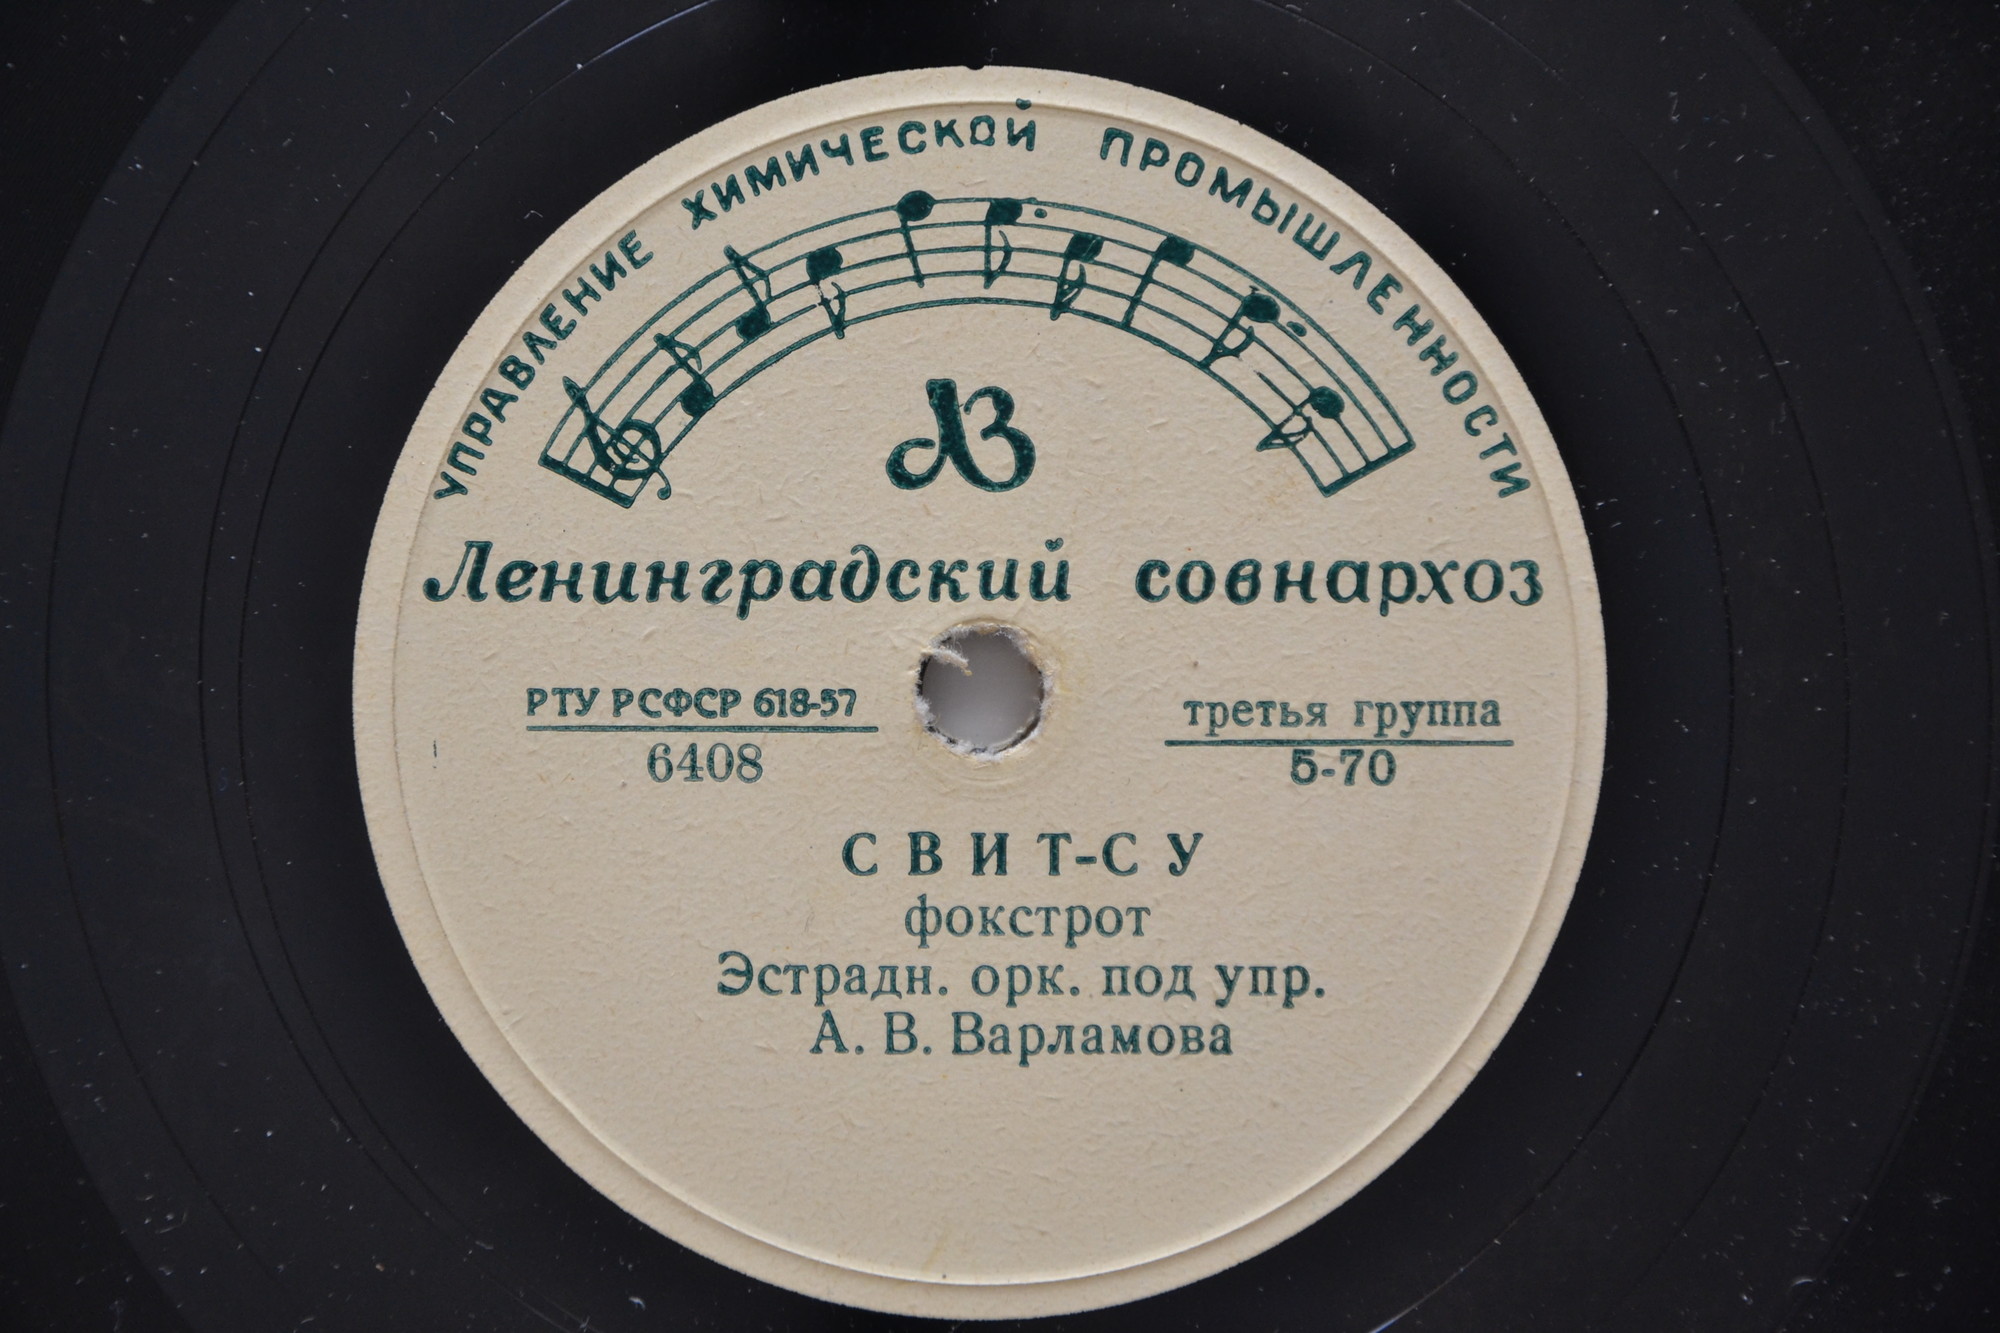 УПРАВЛЕНИЕ ХИМИЧЕСКОЙ ПРОМЫШЛЕННОСТИ
ЛЗ
Ленинградский совнархоз
РТУ РСФСР 618-57
6408
третья группа
5-70
СВИТ-СУ
фокстрот
Эстрадн. орк. под упр.
А. В. Варламова